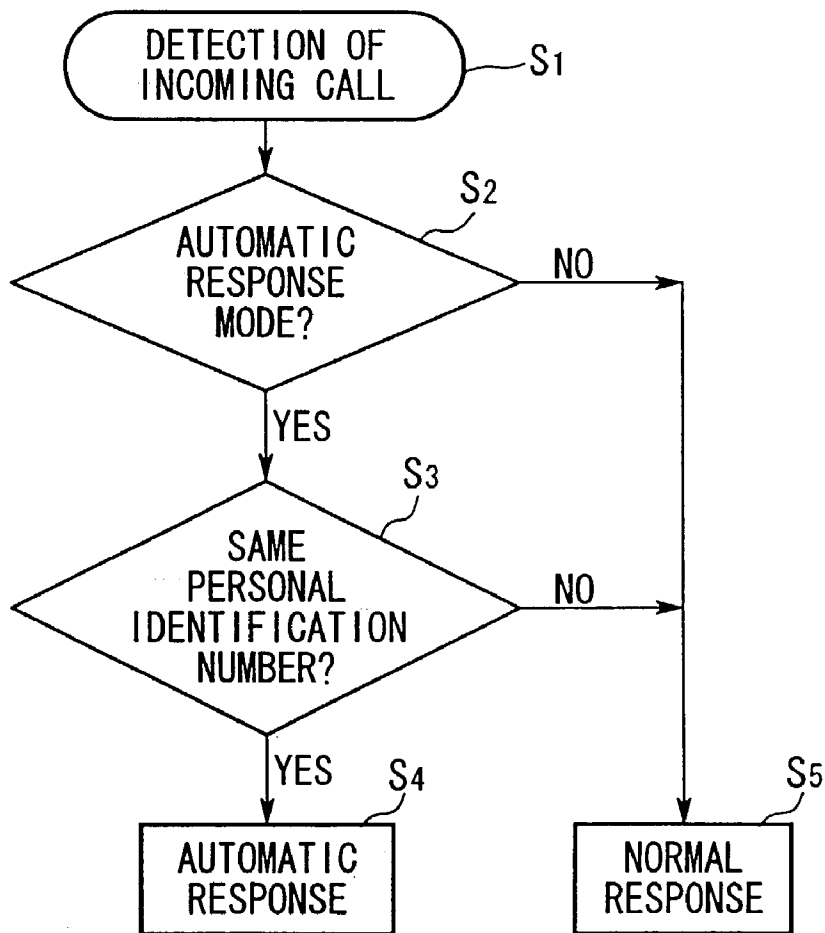 DETECTION OF
INCOMING CALL
S1
S2
AUTOMATIC
RESPONSE
MODE?
NO
YES
S3
SAME
PERSONAL
IDENTIFICATION
NUMBER?
NO
YES
S4
AUTOMATIC
RESPONSE
S5
NORMAL
RESPONSE